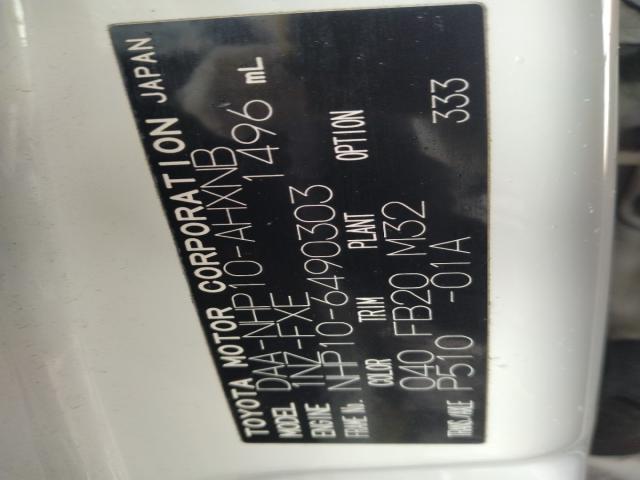 TOYOTA MOTOR CORPORATION JAPAN
MODEL DAA-NHP10-AHXNB
ENGINE 1NZ-FXE 1496 mL
FRAME No. NHP10-6490303
COLOR TRIM PLANT OPTION
040 FB20 M32
TRANS./AXLE P510 -01A 333